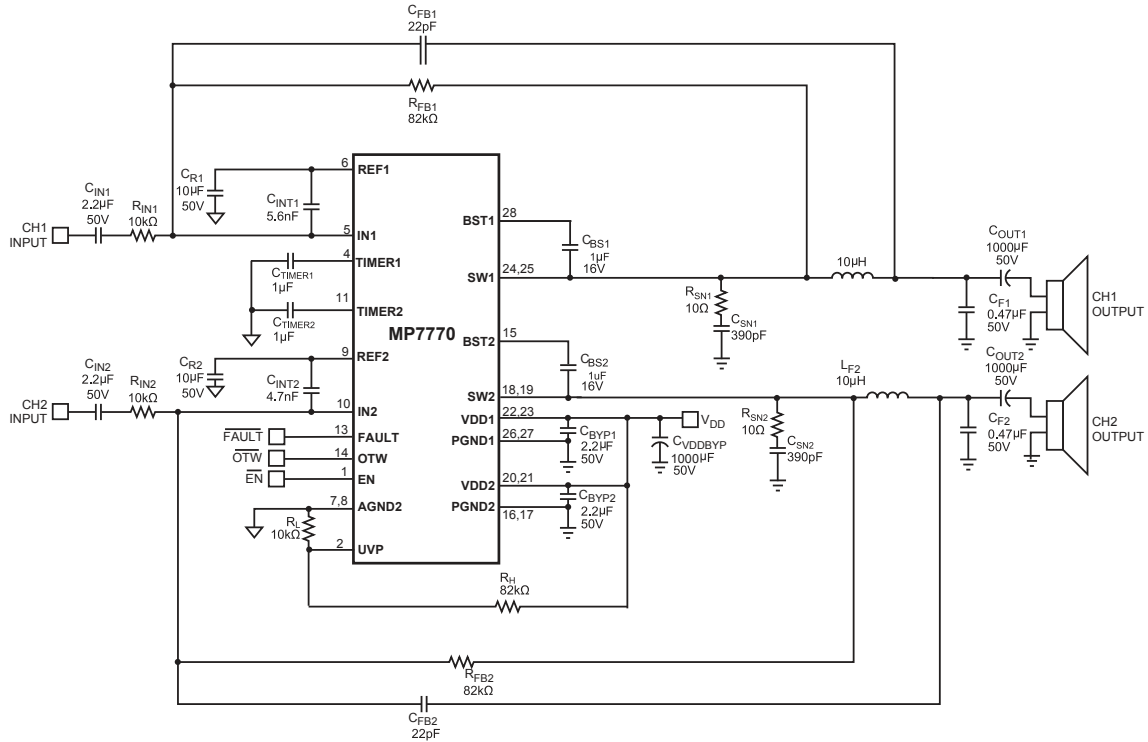 CFB1
22pF
RFB1
82kΩ
CR1
10µF
50V
6
REF1
CINT1
5.6nF
CIN1
2.2µF
50V
RIN1
10kΩ
CH1
INPUT
5
IN1
4
TIMER1
CTIMER1
1µF
11
TIMER2
CTIMER2
1µF
MP7770
9
REF2
CR2
10µF
50V
CINT2
4.7nF
CIN2
2.2µF
50V
RIN2
10kΩ
CH2
INPUT
10
IN2
FAULT
13
FAULT
OTW
14
OTW
EN
1
EN
7,8
AGND2
RL
10kΩ
2
UVP
BST1
28
CBS1
1µF
16V
SW1
24,25
RSN1
10Ω
CSN1
390pF
10µH
COUT1
1000µF
50V
CF1
0.47µF
50V
CH1
OUTPUT
BST2
15
CBS2
1uF
16V
SW2
18,19
LF2
10µH
COUT2
1000µF
50V
RSN2
10Ω
CSN2
390pF
CF2
0.47µF
50V
CH2
OUTPUT
VDD1
22,23
VDD
PGND1
26,27
CBYP1
2.2µF
50V
CVDDBYP
1000µF
50V
VDD2
20,21
PGND2
16,17
CBYP2
2.2µF
50V
RH
82kΩ
RFB2
82kΩ
CFB2
22pF